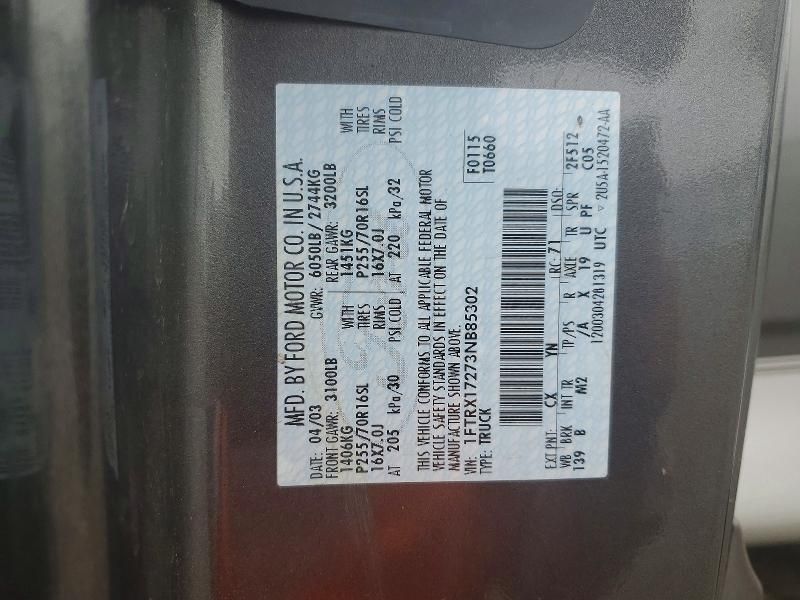 MFD. BY FORD MOTOR CO. IN U.S.A.
DATE: 04/03 GVWR: 6050LB / 2744KG
FRONT GAWR: 3100LB REAR GAWR: 3200LB
1406KG WITH 1451KG WITH
P255/70R16SL TIRES P255/70R16SL TIRES
16X7.0J RIMS 16X7.0J RIMS
AT 205 kPa/30 PSI COLD AT 220 kPa/32 PSI COLD
THIS VEHICLE CONFORMS TO ALL APPLICABLE FEDERAL MOTOR
VEHICLE SAFETY STANDARDS IN EFFECT ON THE DATE OF
MANUFACTURE SHOWN ABOVE.
VIN: 1FTRX17273NB85302 F0115
TYPE: TRUCK T0660
EXT PNT: CX YN RC: 71 DSO:
WB BRK INT TR TP/PS R AXLE TR SPR 2F512
139 B M2 /A X 19 U PF C05
1200304281319 UTC ▽ 2U5A-1520472-AA